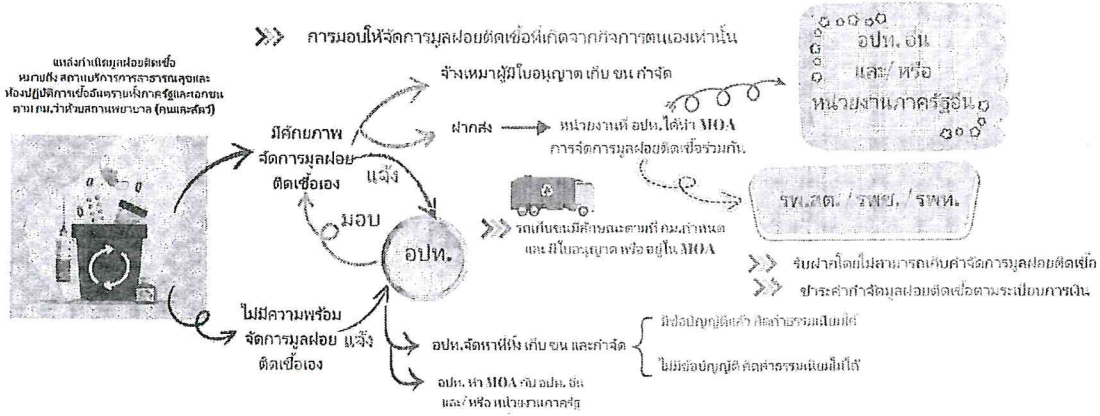 การมอบให้จัดการมูลฝอยติดเชื้อที่เกิดจากกิจการตนเองเท่านั้น
แหล่งกำเนิดมูลฝอยติดเชื้อ
หมายถึง สถานบริการการสาธารณสุขและ
ห้องปฏิบัติการเชื้ออันตรายทั้งภาครัฐและเอกชน
ตาม กม.ว่าด้วยสถานพยาบาล (คนและสัตว์)
มีศักยภาพ
จัดการมูลฝอย
ติดเชื้อเอง
แจ้ง
มอบ
อปท.
ไม่มีความพร้อม
จัดการมูลฝอย
ติดเชื้อเอง
แจ้ง
จ้างเหมาผู้มีใบอนุญาต เก็บ ขน กำจัด
ฝากส่ง
หน่วยงานที่ อปท.ได้ทำ MOA
การจัดการมูลฝอยติดเชื้อร่วมกัน
อปท. อื่น
และ/ หรือ
หน่วยงานภาครัฐอื่น
รพ.สต. / รพช. / รพท.
รถเก็บขนมีลักษณะตามที่ กม.กำหนด
และ มีใบอนุญาต หรือ อยู่ใน MOA
รับฝากโดยไม่สามารถเก็บค่าจัดการมูลฝอยติดเชื้อ
ชำระค่ากำจัดมูลฝอยติดเชื้อตามระเบียบการเงิน
อปท.จัดหาที่ทิ้ง เก็บ ขน และกำจัด
มีข้อบัญญัติแล้ว คิดค่าธรรมเนียมได้
ไม่มีข้อบัญญัติ คิดค่าธรรมเนียมไม่ได้
อปท. ทำ MOA กับ อปท. อื่น
และ/ หรือ หน่วยงานภาครัฐ